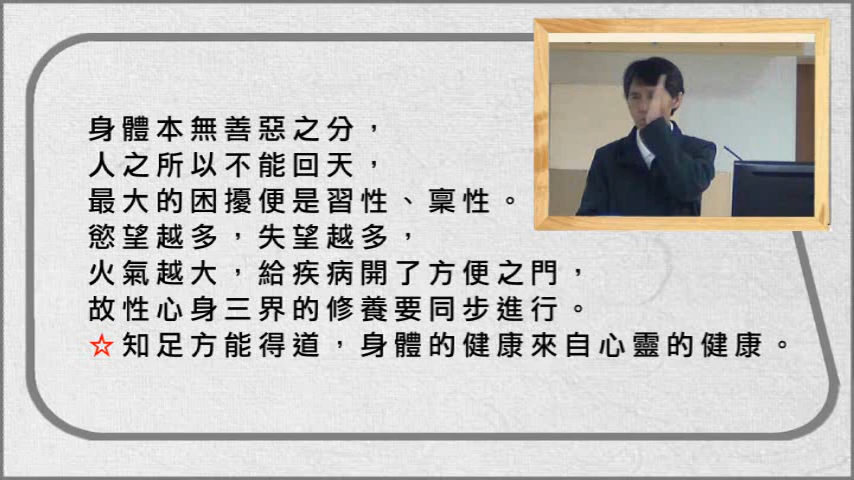 身體本無善惡之分，
人之所以不能回天，
最大的困擾便是習性、稟性。
慾望越多，失望越多，
火氣越大，給疾病開了方便之門，
故性心身三界的修養要同步進行。
☆知足方能得道，身體的健康來自心靈的健康。